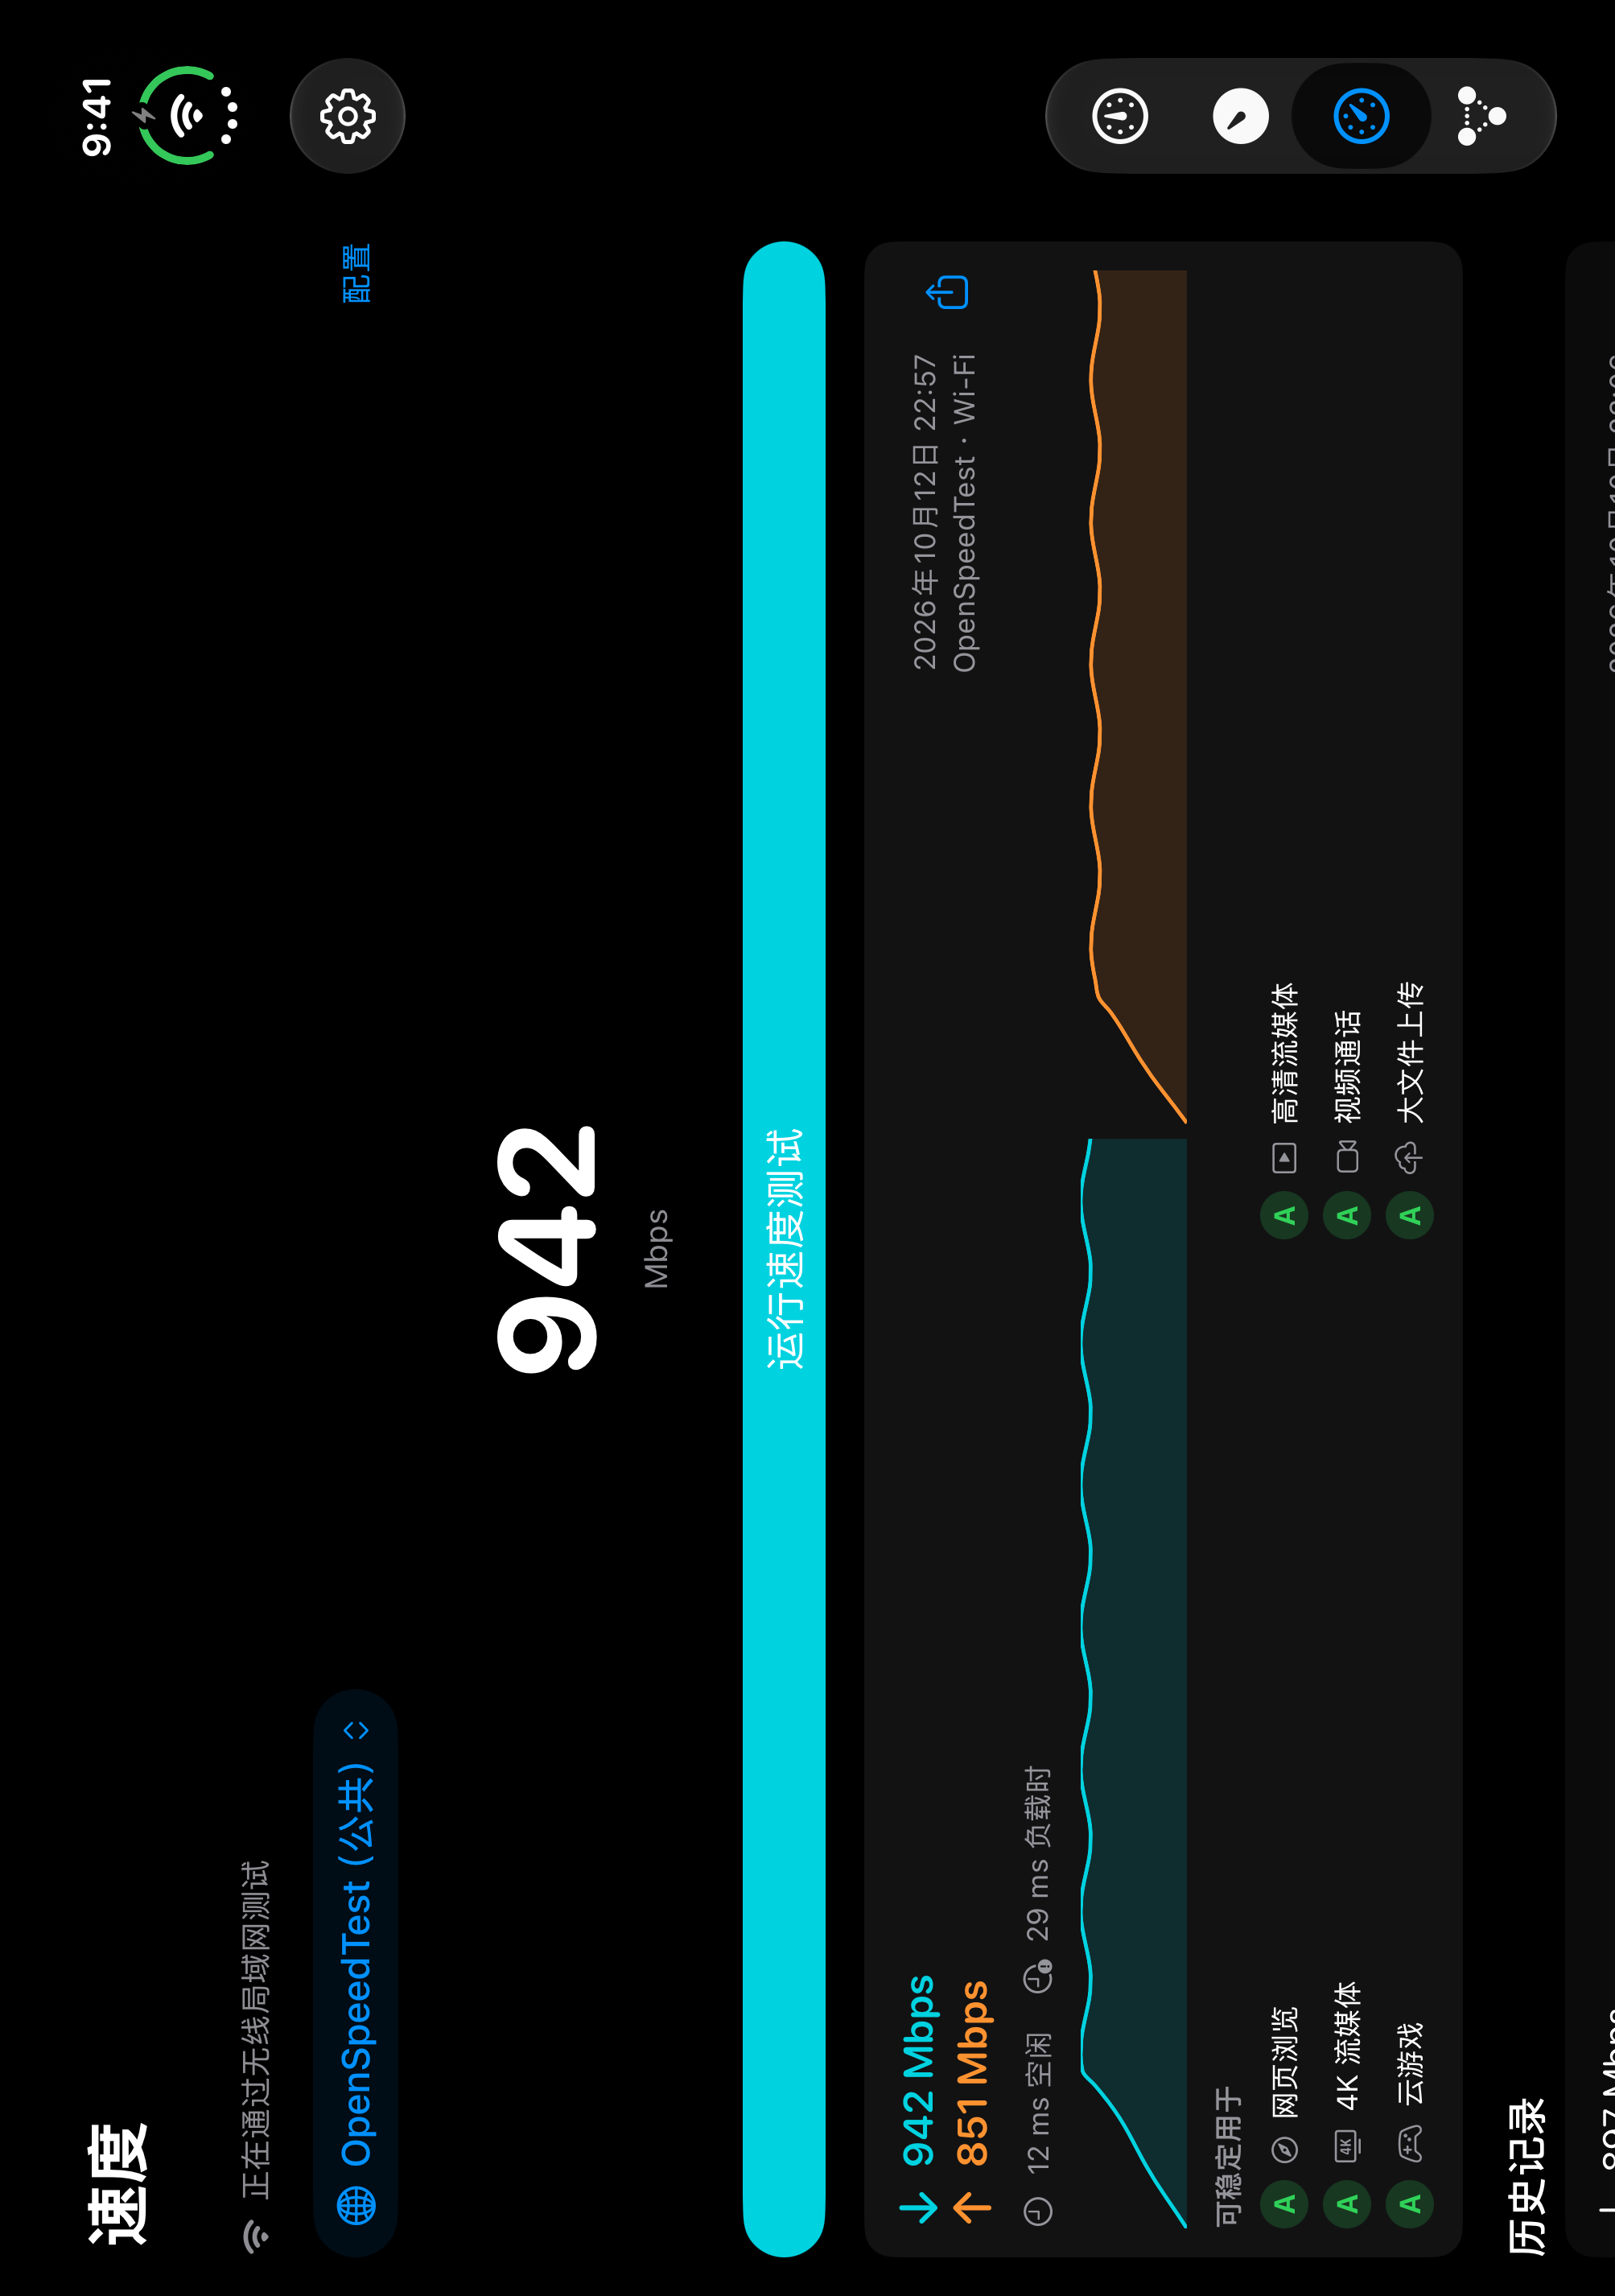 9:41
速度
正在通过无线局域网测试
OpenSpeedTest (公共)
配置
942
Mbps
运行速度测试
942 Mbps
851 Mbps
2026年10月12日 22:57
OpenSpeedTest · Wi-Fi
12 ms 空闲
29 ms 负载时
可稳定用于
A 网页浏览
A 高清流媒体
A 4K 流媒体
A 视频通话
A 云游戏
A 大文件上传
历史记录
897 Mbps